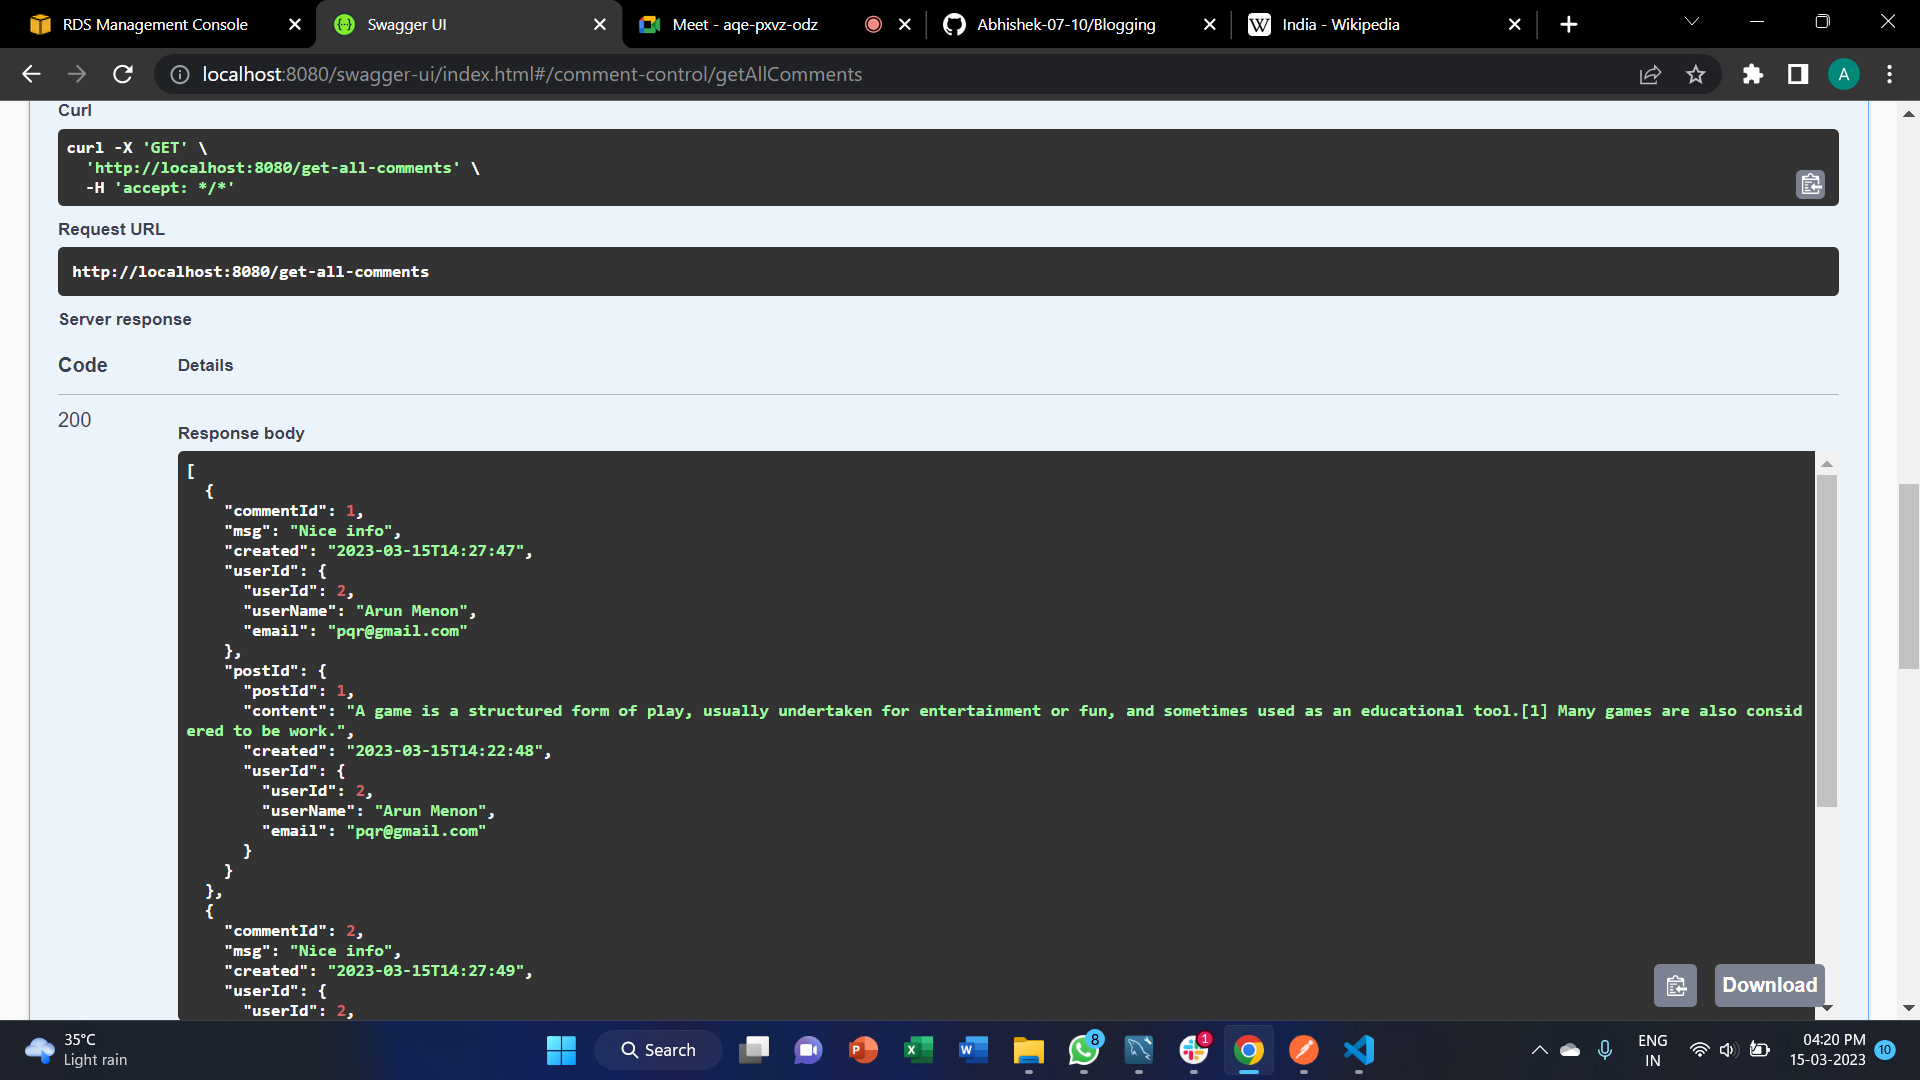 RDS Management Console
Swagger UI
Meet - aqe-pxvz-odz
Abhishek-07-10/Blogging
W
India - Wikipedia
localhost:8080/swagger-ui/index.html#/comment-control/getAllComments
A
Curl
curl -X 'GET' \
'http://localhost:8080/get-all-comments' \
-H 'accept: */*'
Request URL
http://localhost:8080/get-all-comments
Server response
Code
Details
200
Response body
[
{
"commentId": 1,
"msg": "Nice info",
"created": "2023-03-15T14:27:47",
"userId": {
"userId": 2,
"userName": "Arun Menon",
"email": "pqr@gmail.com"
},
"postId": {
"postId": 1,
"content": "A game is a structured form of play, usually undertaken for entertainment or fun, and sometimes used as an educational tool.[1] Many games are also consid
ered to be work.",
"created": "2023-03-15T14:22:48",
"userId": {
"userId": 2,
"userName": "Arun Menon",
"email": "pqr@gmail.com"
}
}
},
{
"commentId": 2,
"msg": "Nice info",
"created": "2023-03-15T14:27:49",
"userId": {
"userId": 2,
Download
35°C
Light rain
Search
8
1
ENG
IN
04:20 PM
15-03-2023
10